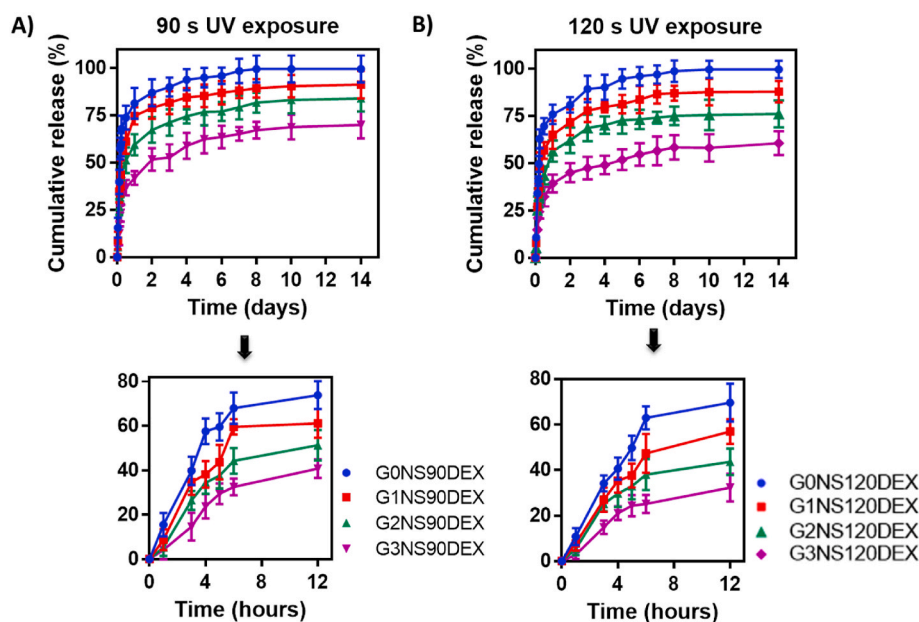 A)
90 s UV exposure
Cumulative release (%)
100
75
50
25
0
0 2 4 6 8 10 12 14
Time (days)
80
60
40
20
0
0 4 8 12
Time (hours)
G0NS90DEX
G1NS90DEX
G2NS90DEX
G3NS90DEX
B)
120 s UV exposure
Cumulative release (%)
100
75
50
25
0
0 2 4 6 8 10 12 14
Time (days)
80
60
40
20
0
0 4 8 12
Time (hours)
G0NS120DEX
G1NS120DEX
G2NS120DEX
G3NS120DEX